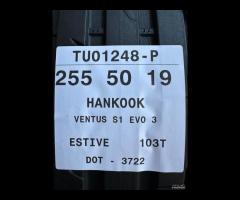 TU01248-P
255 50 19
HANKOOK
VENTUS S1 EVO 3
ESTIVE 103T
DOT - 3722